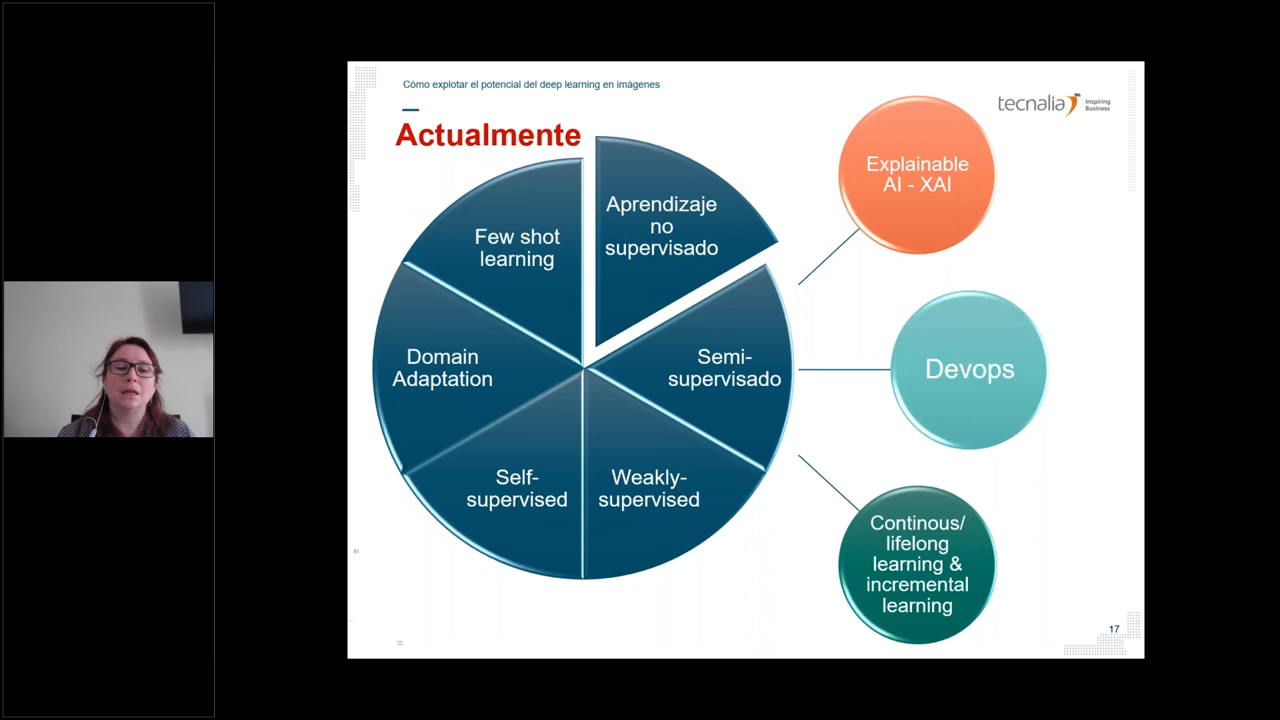 Cómo explotar el potencial del deep learning en imágenes
tecnalia Inspiring
Business
Actualmente
Aprendizaje
no
supervisado
Few shot
learning
Domain
Adaptation
Semi-
supervisado
Self-
supervised
Weakly-
supervised
Explainable
AI - XAI
Devops
Continous/
lifelong
learning &
incremental
learning
17